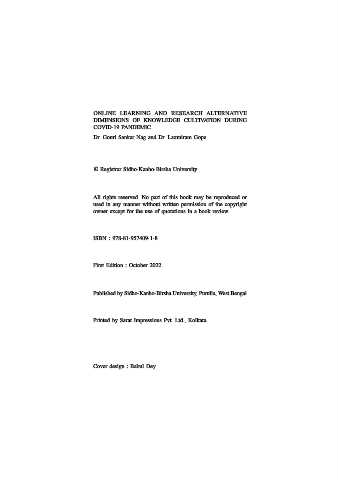 ONLINE LEARNING AND RESEARCH ALTERNATIVE
DIMENSIONS OF KNOWLEDGE CULTIVATION DURING
COVID-19 PANDEMIC
Dr. Gouri Sankar Nag and Dr. Laxmiram Gope
© Registrar Sidho-Kanho-Birsha University
All rights reserved. No part of this book may be reproduced or
used in any manner without written permission of the copyright
owner except for the use of quotations in a book review.
ISBN : 978-81-957409-1-8
First Edition : October 2022
Published by Sidho-Kanho-Birsha University, Purulia, West Bengal
Printed by Sarat Impressions Pvt. Ltd., Kolkata
Cover design : Bairul Dey